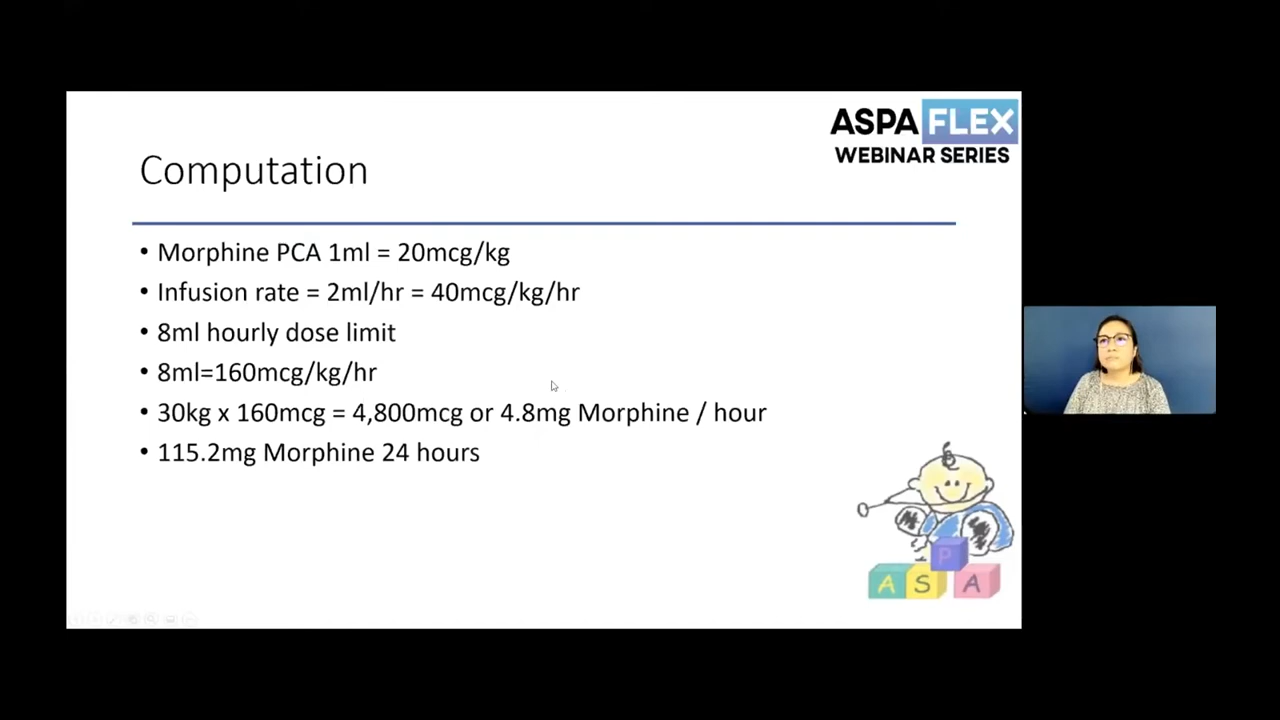 ASPA FLEX
WEBINAR SERIES
Computation
• Morphine PCA 1ml = 20mcg/kg
• Infusion rate = 2ml/hr = 40mcg/kg/hr
• 8ml hourly dose limit
• 8ml=160mcg/kg/hr
• 30kg x 160mcg = 4,800mcg or 4.8mg Morphine / hour
• 115.2mg Morphine 24 hours
P
A S A